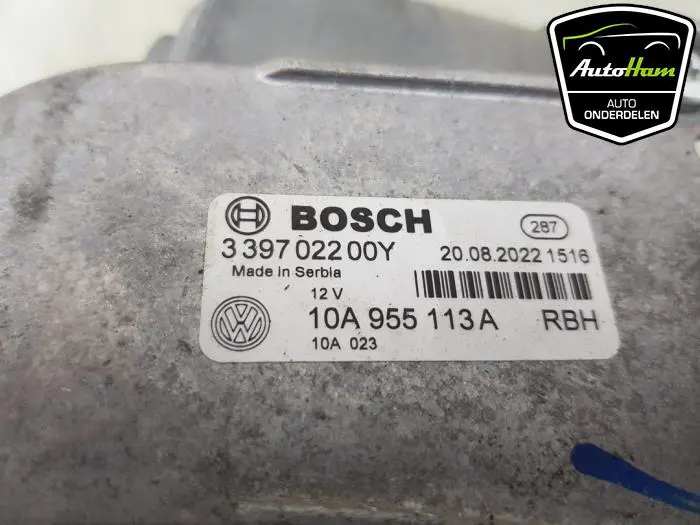 AutoHam
AUTO
ONDERDELEN
BOSCH
287
3 397 022 00Y
20.08.2022 1516
Made in Serbia
12 V
10A 955 113 A
RBH
10A 023